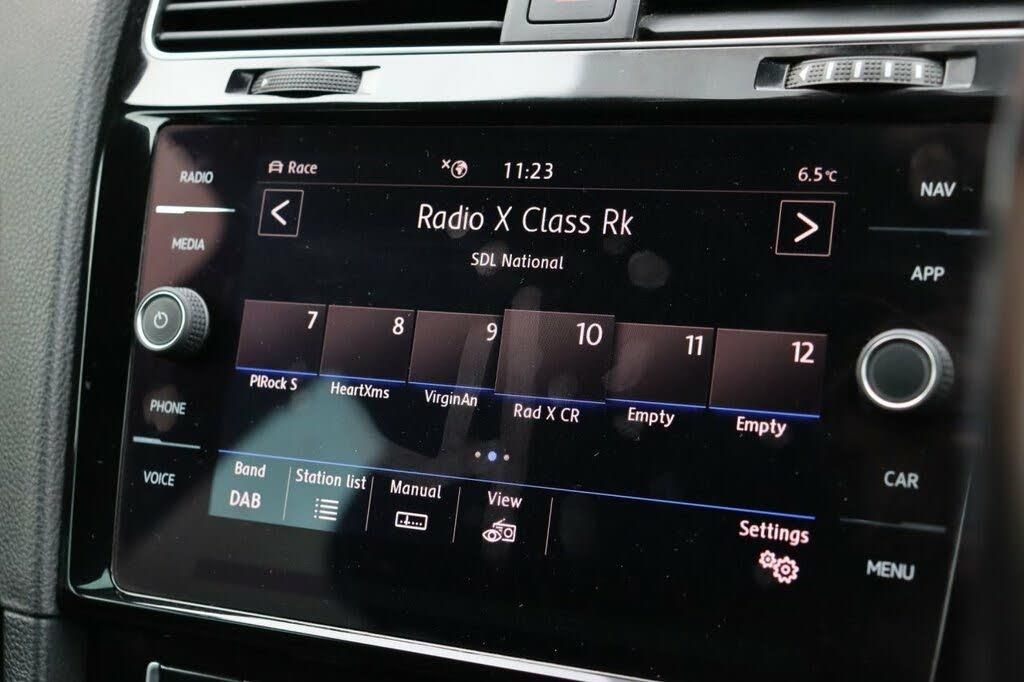 RADIO
MEDIA
PHONE
VOICE
Race
11:23
6.5℃
<
Radio X Class Rk
>
SDL National
7
8
9
10
11
12
PlRock S
HeartXms
VirginAn
Rad X CR
Empty
Empty
Band
DAB
Station list
Manual
View
Settings
NAV
APP
CAR
MENU